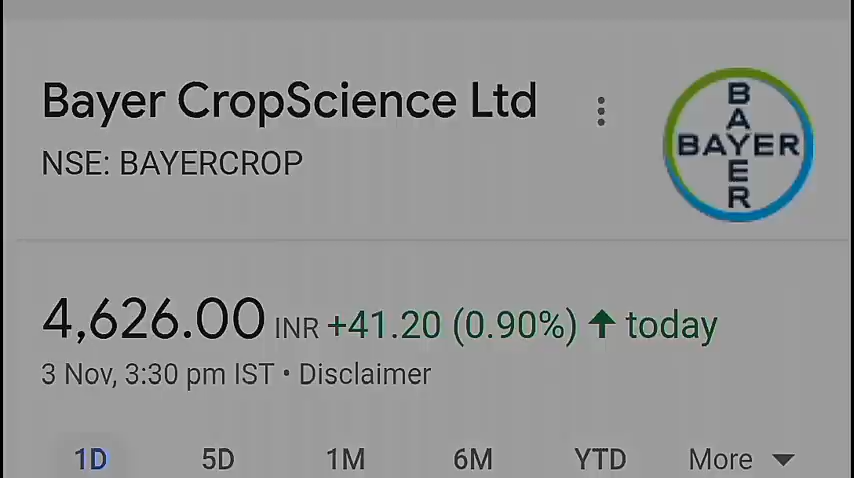 Bayer CropScience Ltd
NSE: BAYERCROP
BAYER
BAYER
4,626.00 INR +41.20 (0.90%) ↑ today
3 Nov, 3:30 pm IST • Disclaimer
1D 5D 1M 6M YTD More